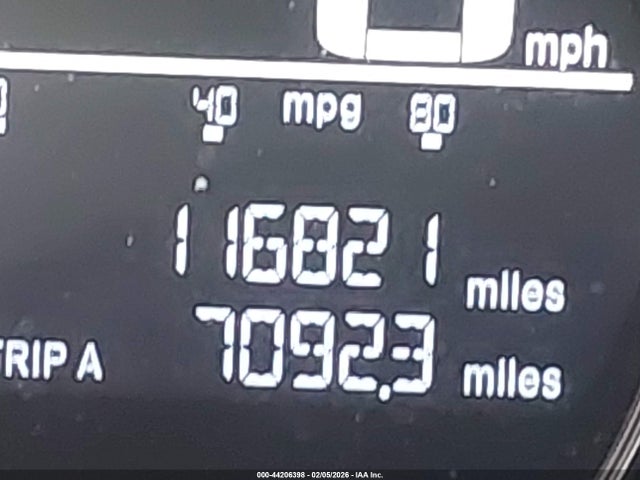 mph
40 mpg 80
116821 miles
TRIP A 7092.3 miles
000-44206398 - 02/05/2026 - IAA Inc.